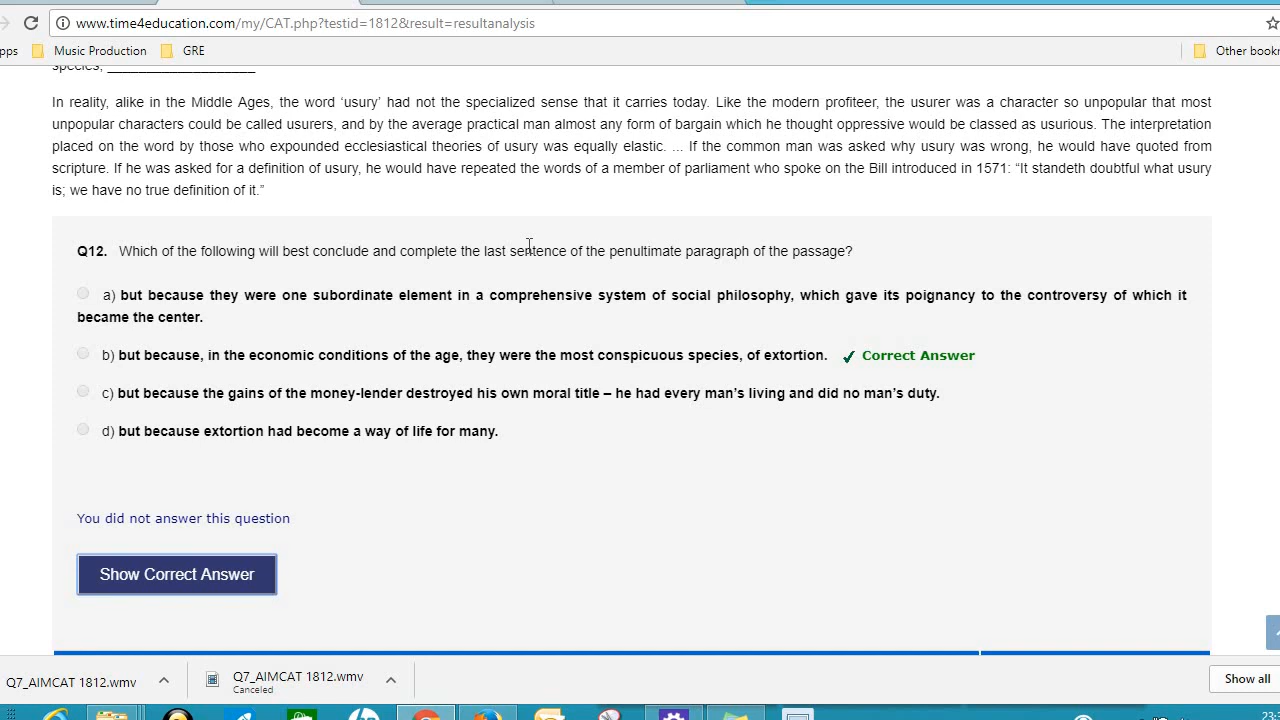 www.time4education.com/my/CAT.php?testid=1812&result=resultanalysis
pps Music Production GRE Other bookr
species, ___________________
In reality, alike in the Middle Ages, the word ‘usury’ had not the specialized sense that it carries today. Like the modern profiteer, the usurer was a character so unpopular that most
unpopular characters could be called usurers, and by the average practical man almost any form of bargain which he thought oppressive would be classed as usurious. The interpretation
placed on the word by those who expounded ecclesiastical theories of usury was equally elastic. ... If the common man was asked why usury was wrong, he would have quoted from
scripture. If he was asked for a definition of usury, he would have repeated the words of a member of parliament who spoke on the Bill introduced in 1571: “It standeth doubtful what usury
is; we have no true definition of it.”
Q12. Which of the following will best conclude and complete the last sentence of the penultimate paragraph of the passage?
a) but because they were one subordinate element in a comprehensive system of social philosophy, which gave its poignancy to the controversy of which it
became the center.
b) but because, in the economic conditions of the age, they were the most conspicuous species, of extortion. ✓ Correct Answer
c) but because the gains of the money-lender destroyed his own moral title – he had every man’s living and did no man’s duty.
d) but because extortion had become a way of life for many.
You did not answer this question
Show Correct Answer
Q7_AIMCAT 1812.wmv
Q7_AIMCAT 1812.wmv
Canceled
Show all